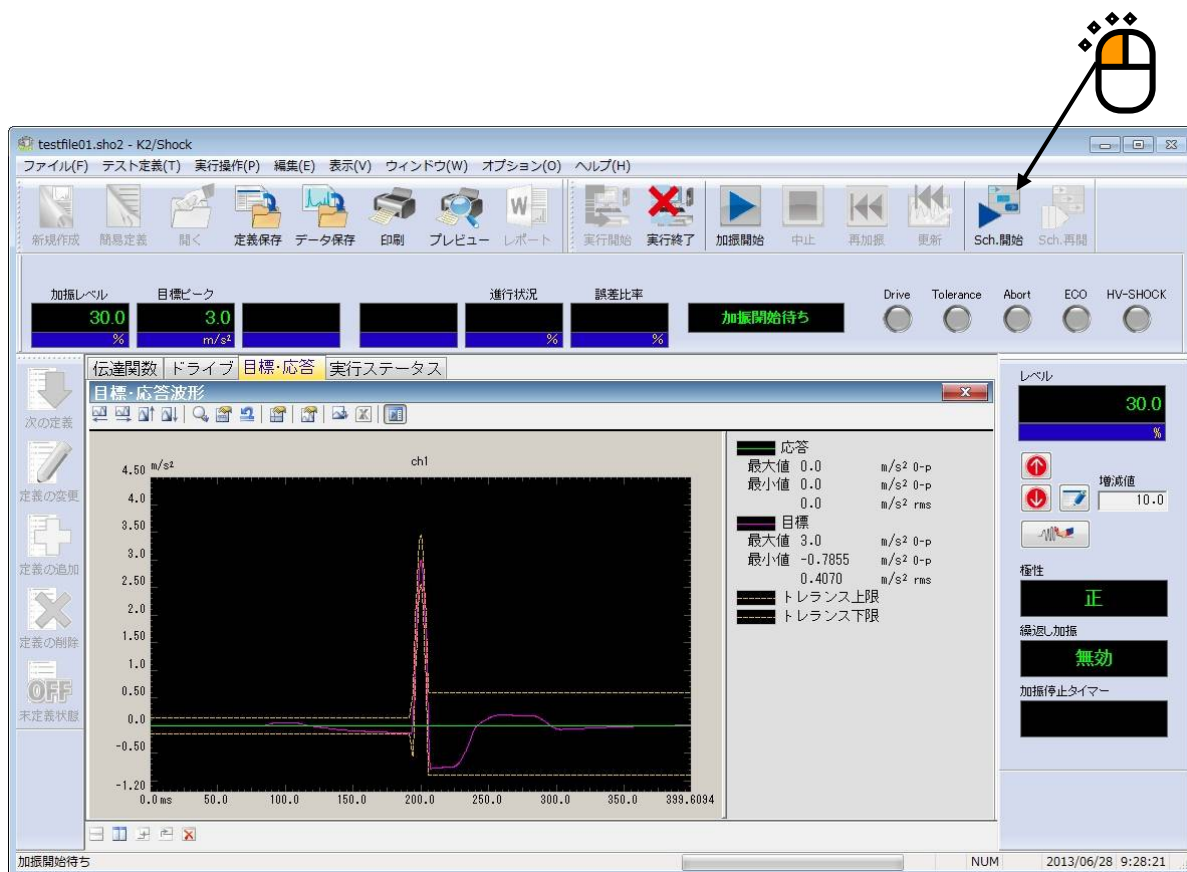 testfile01.sho2 - K2/Shock
ファイル(F) テスト定義(T) 実行操作(P) 編集(E) 表示(V) ウィンドウ(W) オプション(O) ヘルプ(H)
新規作成 簡易定義 開く 定義保存 データ保存 印刷 プレビュー レポート 実行開始 実行終了 加振開始 中止 再加振 更新 Sch.開始 Sch.再開
加振レベル 目標ピーク 進行状況 誤差比率 Drive Tolerance Abort ECO HV-SHOCK
30.0 3.0 加振開始待ち
% m/s² % %
伝達関数 ドライブ 目標・応答 実行ステータス
目標・応答波形
次の定義
定義の変更
定義の追加
定義の削除
OFF
未定義状態
m/s² ch1
4.50
4.0
3.50
3.0
2.50
2.0
1.50
1.0
0.50
0.0
-0.50
-1.20
0.0 ms 50.0 100.0 150.0 200.0 250.0 300.0 350.0 399.6094
応答
最大値 0.0 m/s² 0-p
最小値 0.0 m/s² 0-p
0.0 m/s² rms
目標
最大値 3.0 m/s² 0-p
最小値 -0.7855 m/s² 0-p
0.4070 m/s² rms
トレランス上限
トレランス下限
レベル
30.0
%
増減値
10.0
極性
正
繰返し加振
無効
加振停止タイマー
加振開始待ち NUM 2013/06/28 9:28:21